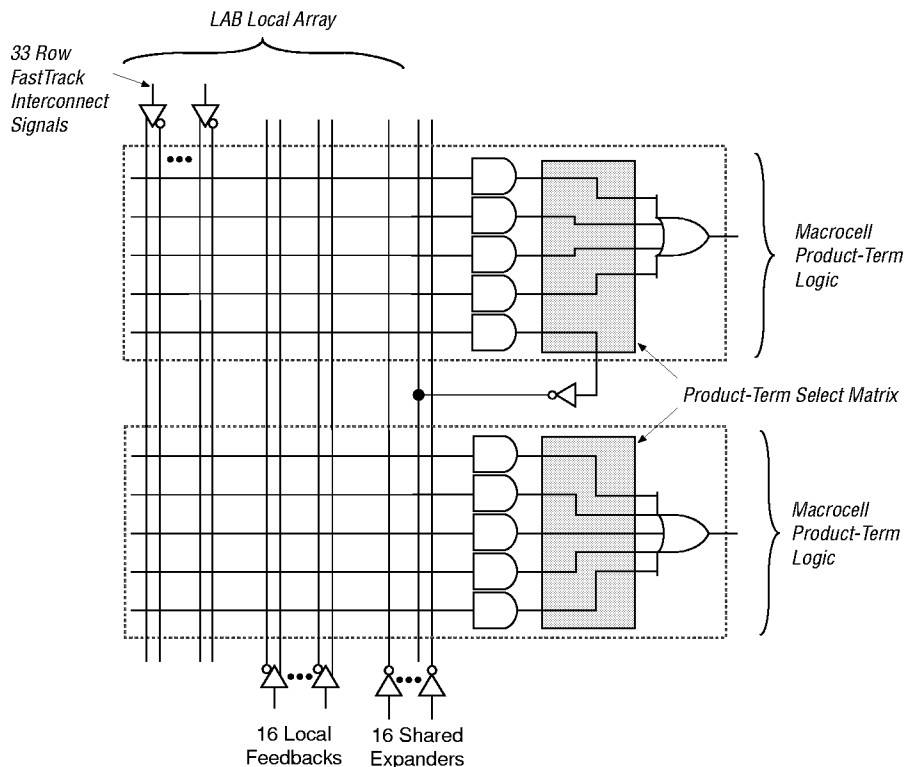 LAB Local Array
33 Row
FastTrack
Interconnect
Signals
Macrocell
Product-Term
Logic
Product-Term Select Matrix
Macrocell
Product-Term
Logic
16 Local
Feedbacks
16 Shared
Expanders